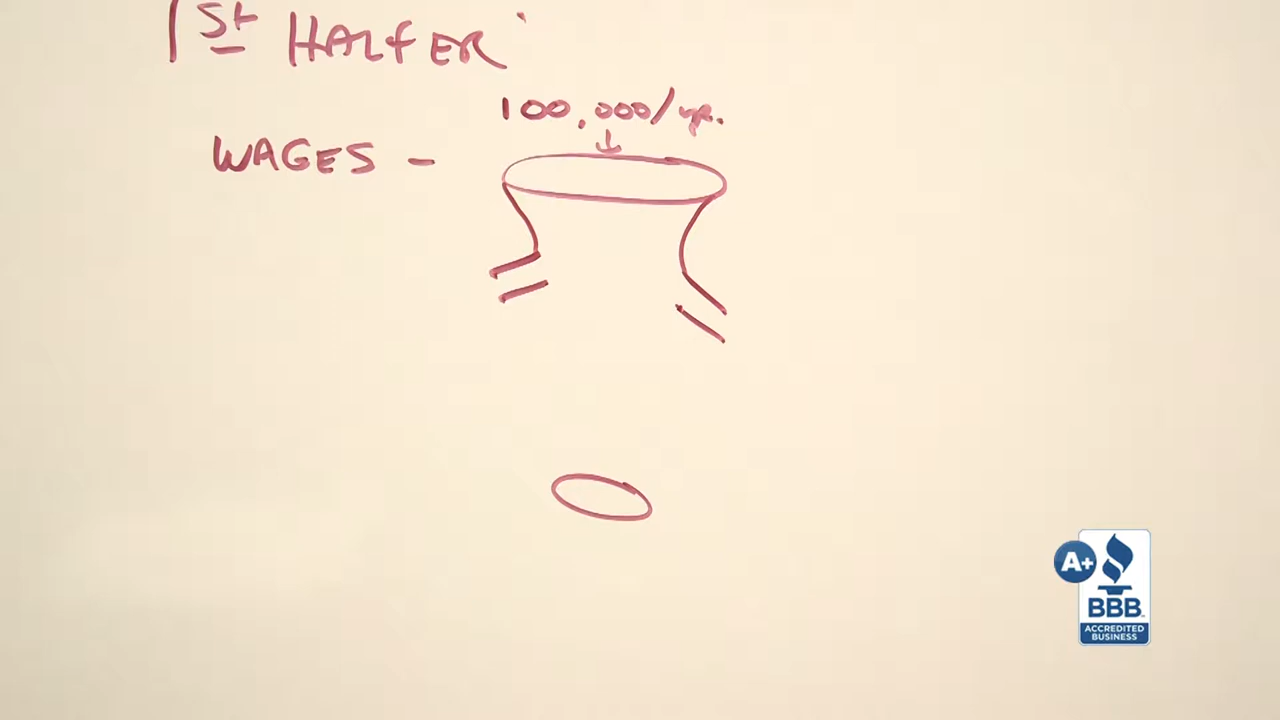 1st HALFER
100,000/yr.
WAGES -
A+
BBB
ACCREDITED
BUSINESS